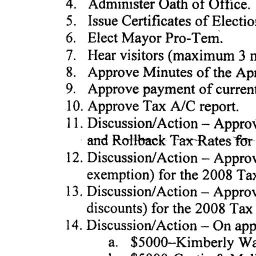 4. Administer Oath of Office.
5. Issue Certificates of Electio
6. Elect Mayor Pro-Tem.
7. Hear visitors (maximum 3 m
8. Approve Minutes of the Apr
9. Approve payment of current
10. Approve Tax A/C report.
11. Discussion/Action – Approv
and Rollback Tax Rates for
12. Discussion/Action – Approv
exemption) for the 2008 Tax
13. Discussion/Action – Approv
discounts) for the 2008 Tax
14. Discussion/Action – On app
a. $5000–Kimberly Wa